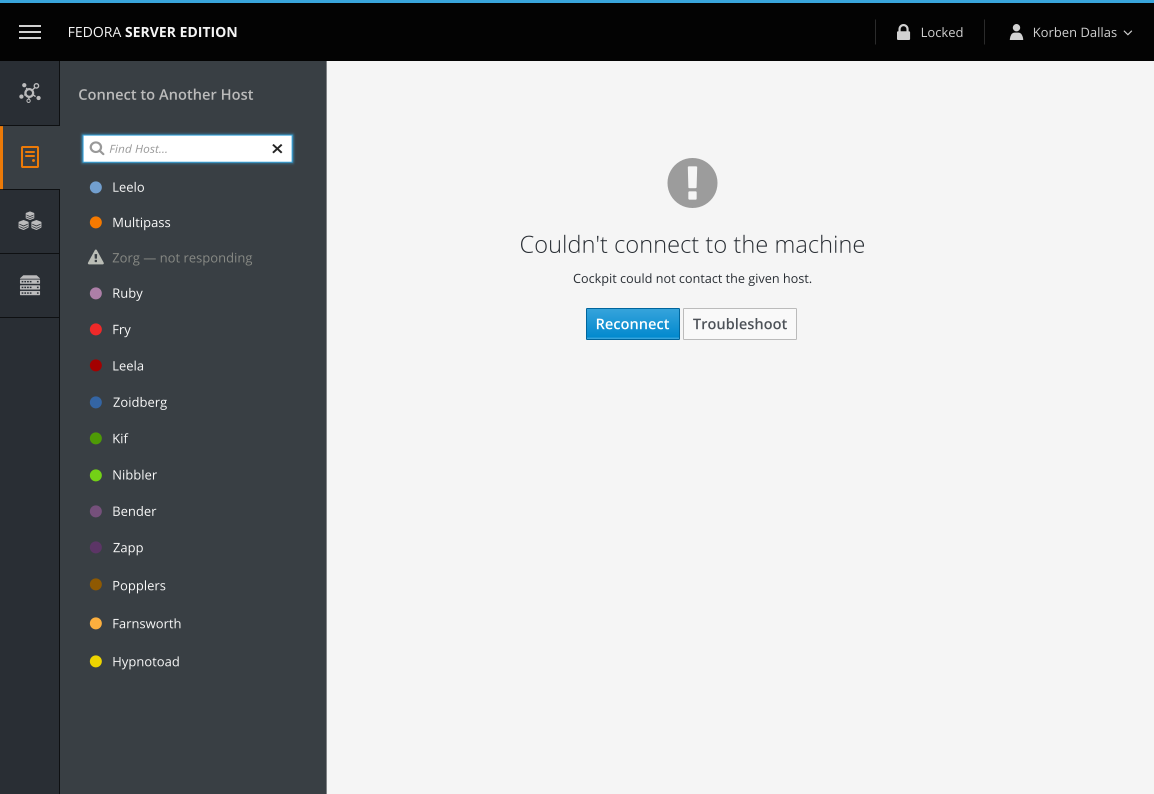 FEDORA SERVER EDITION
Locked
Korben Dallas
Connect to Another Host
Find Host...
Leelo
Multipass
Zorg — not responding
Ruby
Fry
Leela
Zoidberg
Kif
Nibbler
Bender
Zapp
Popplers
Farnsworth
Hypnotoad
Couldn't connect to the machine
Cockpit could not contact the given host.
Reconnect
Troubleshoot